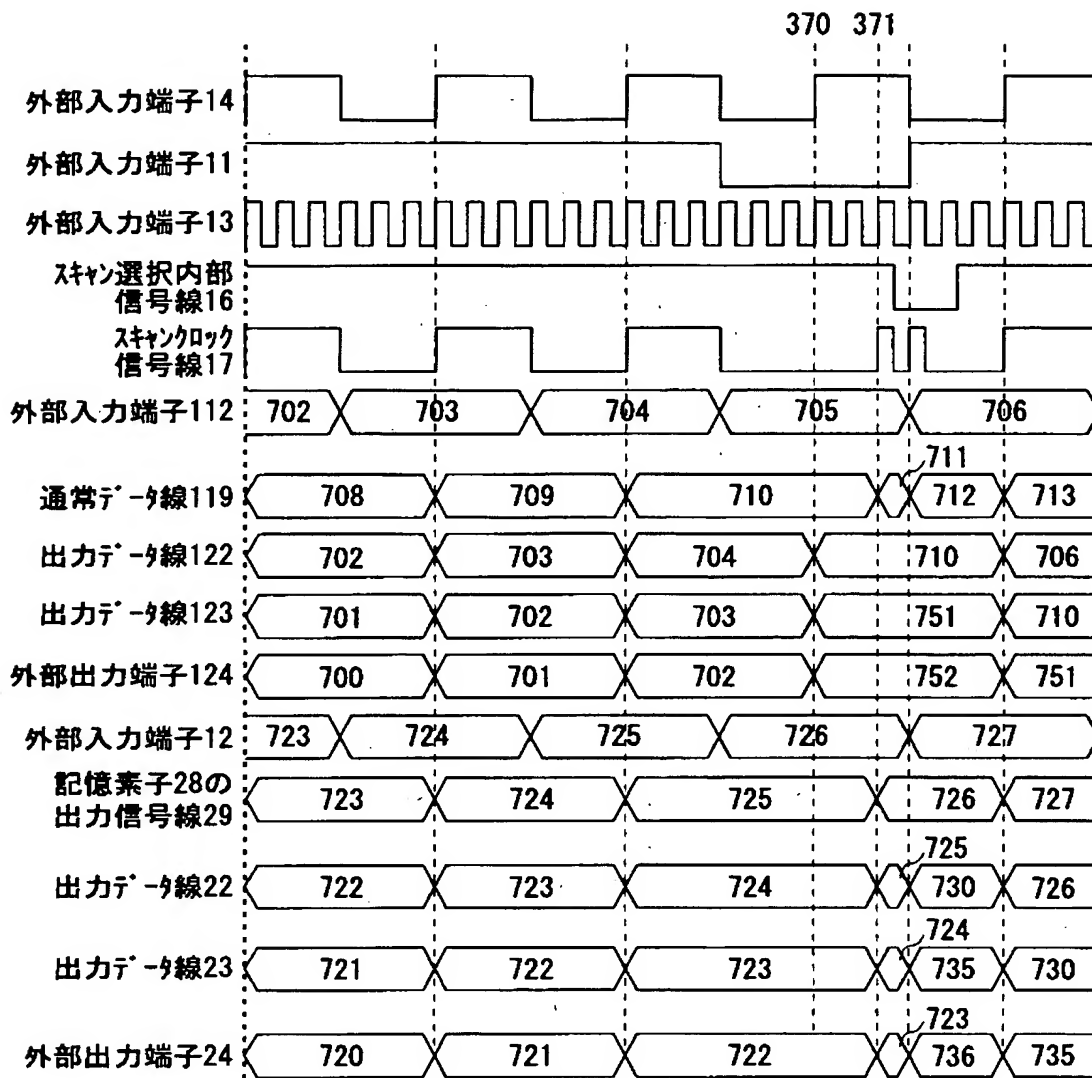 370 371
外部入力端子14
外部入力端子11
外部入力端子13
スキャン選択内部
信号線16
スキャンクロック
信号線17
外部入力端子112 702 703 704 705 706
711
通常データ線119 708 709 710 712 713
出力データ線122 702 703 704 710 706
出力データ線123 701 702 703 751 710
外部出力端子124 700 701 702 752 751
外部入力端子12 723 724 725 726 727
記憶素子28の
出力信号線29 723 724 725 726 727
725
出力データ線22 722 723 724 730 726
724
出力データ線23 721 722 723 735 730
723
外部出力端子24 720 721 722 736 735